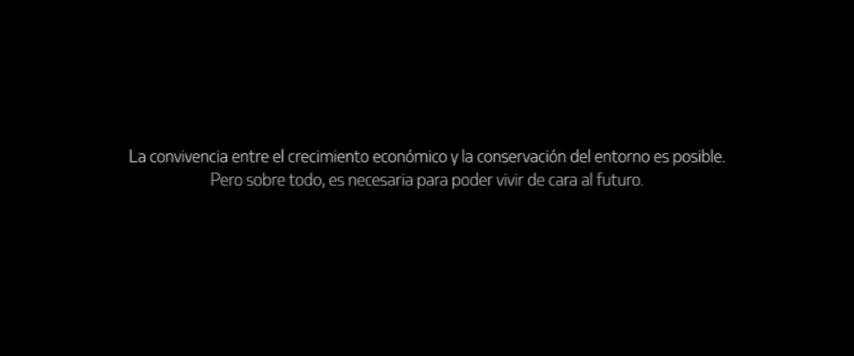 La convivencia entre el crecimiento económico y la conservación del entorno es posible.
Pero sobre todo, es necesaria para poder vivir de cara al futuro.